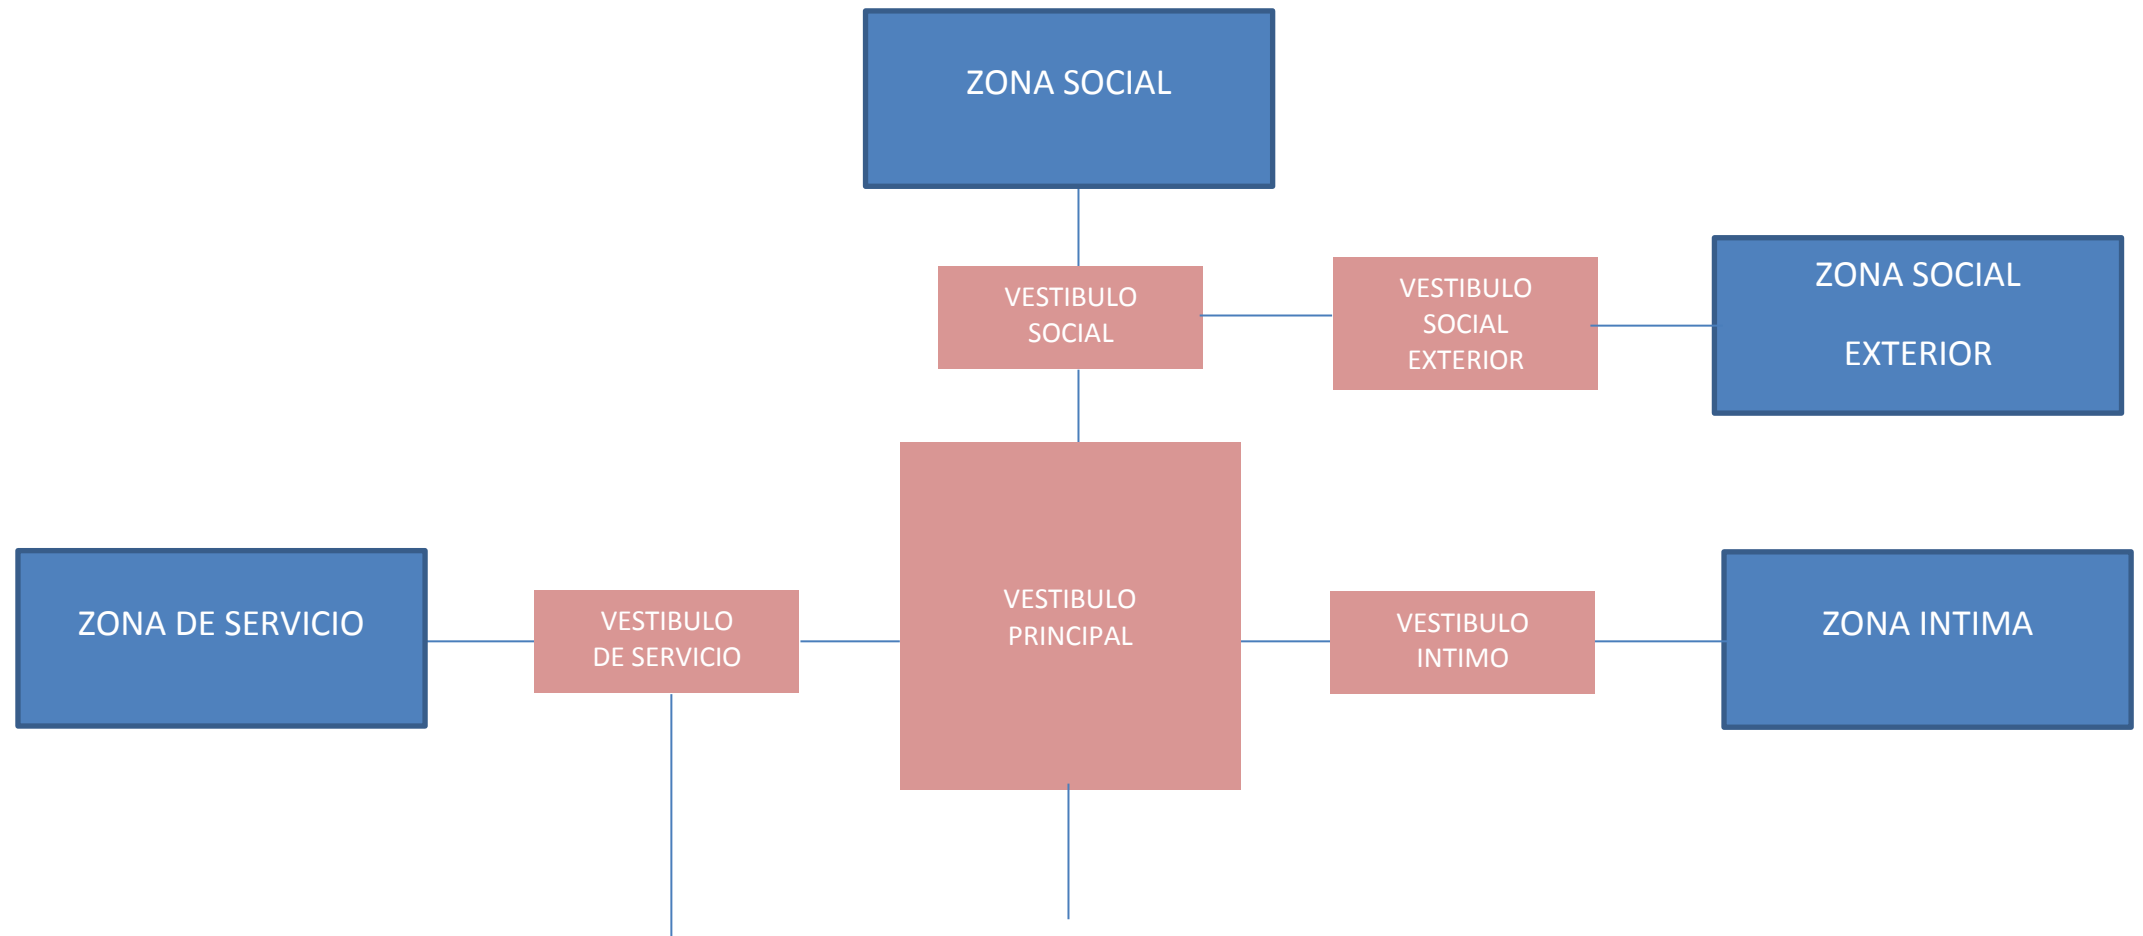 ZONA SOCIAL
VESTIBULO
SOCIAL
VESTIBULO
SOCIAL
EXTERIOR
ZONA SOCIAL
EXTERIOR
ZONA DE SERVICIO
VESTIBULO
DE SERVICIO
VESTIBULO
PRINCIPAL
VESTIBULO
INTIMO
ZONA INTIMA